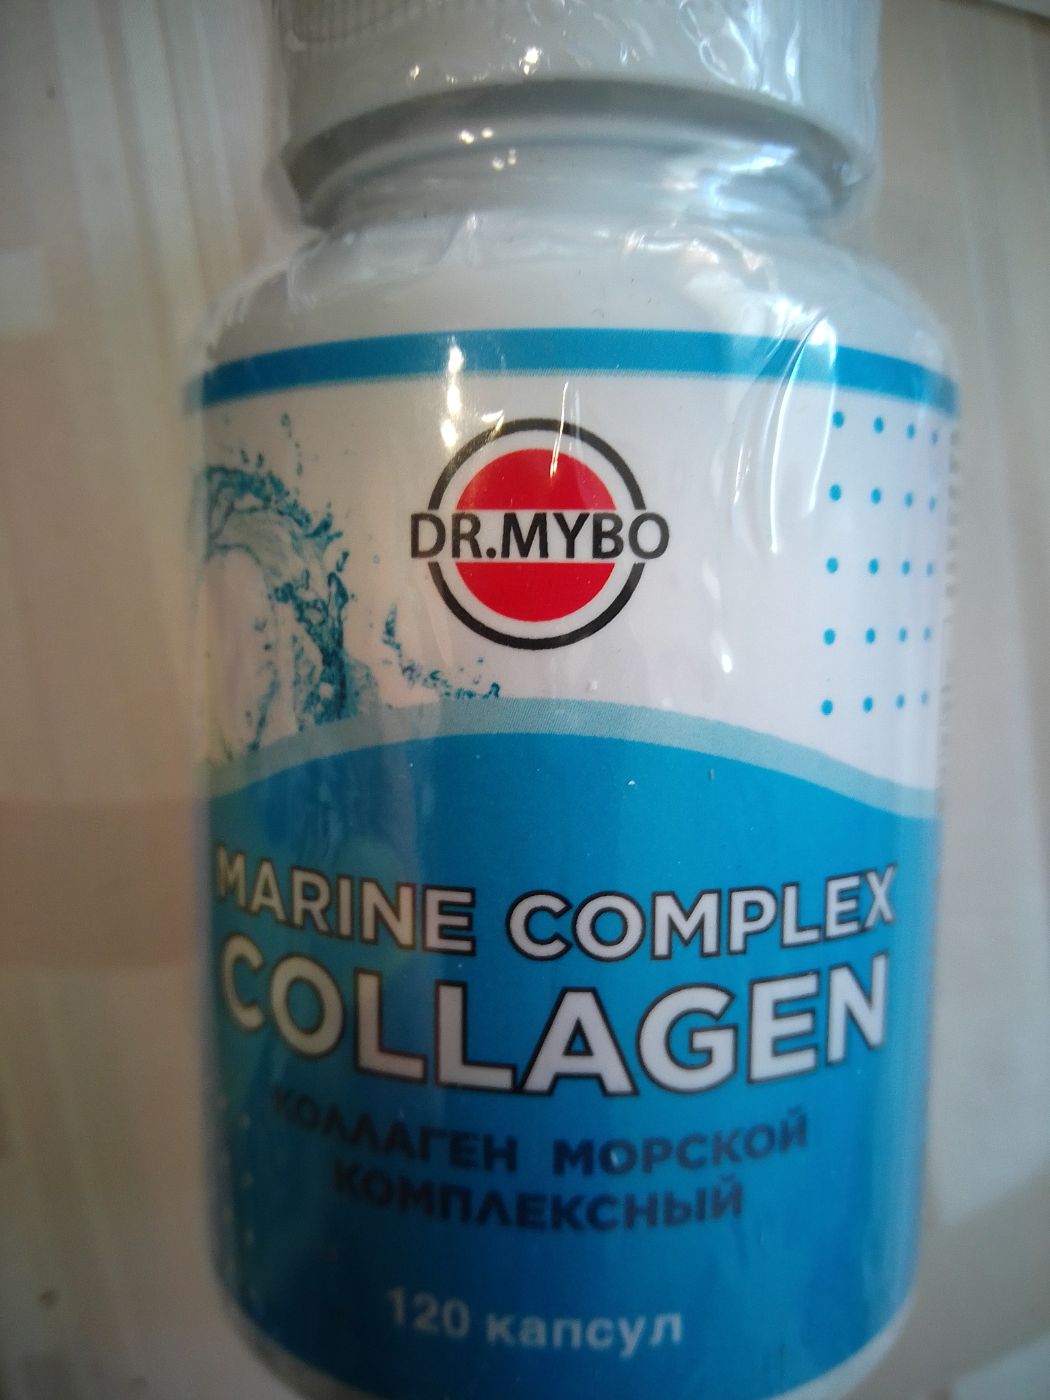 DR.MYBO
MARINE COMPLEX
COLLAGEN
КОЛЛАГЕН МОРСКОЙ
КОМПЛЕКСНЫЙ
120 капсул